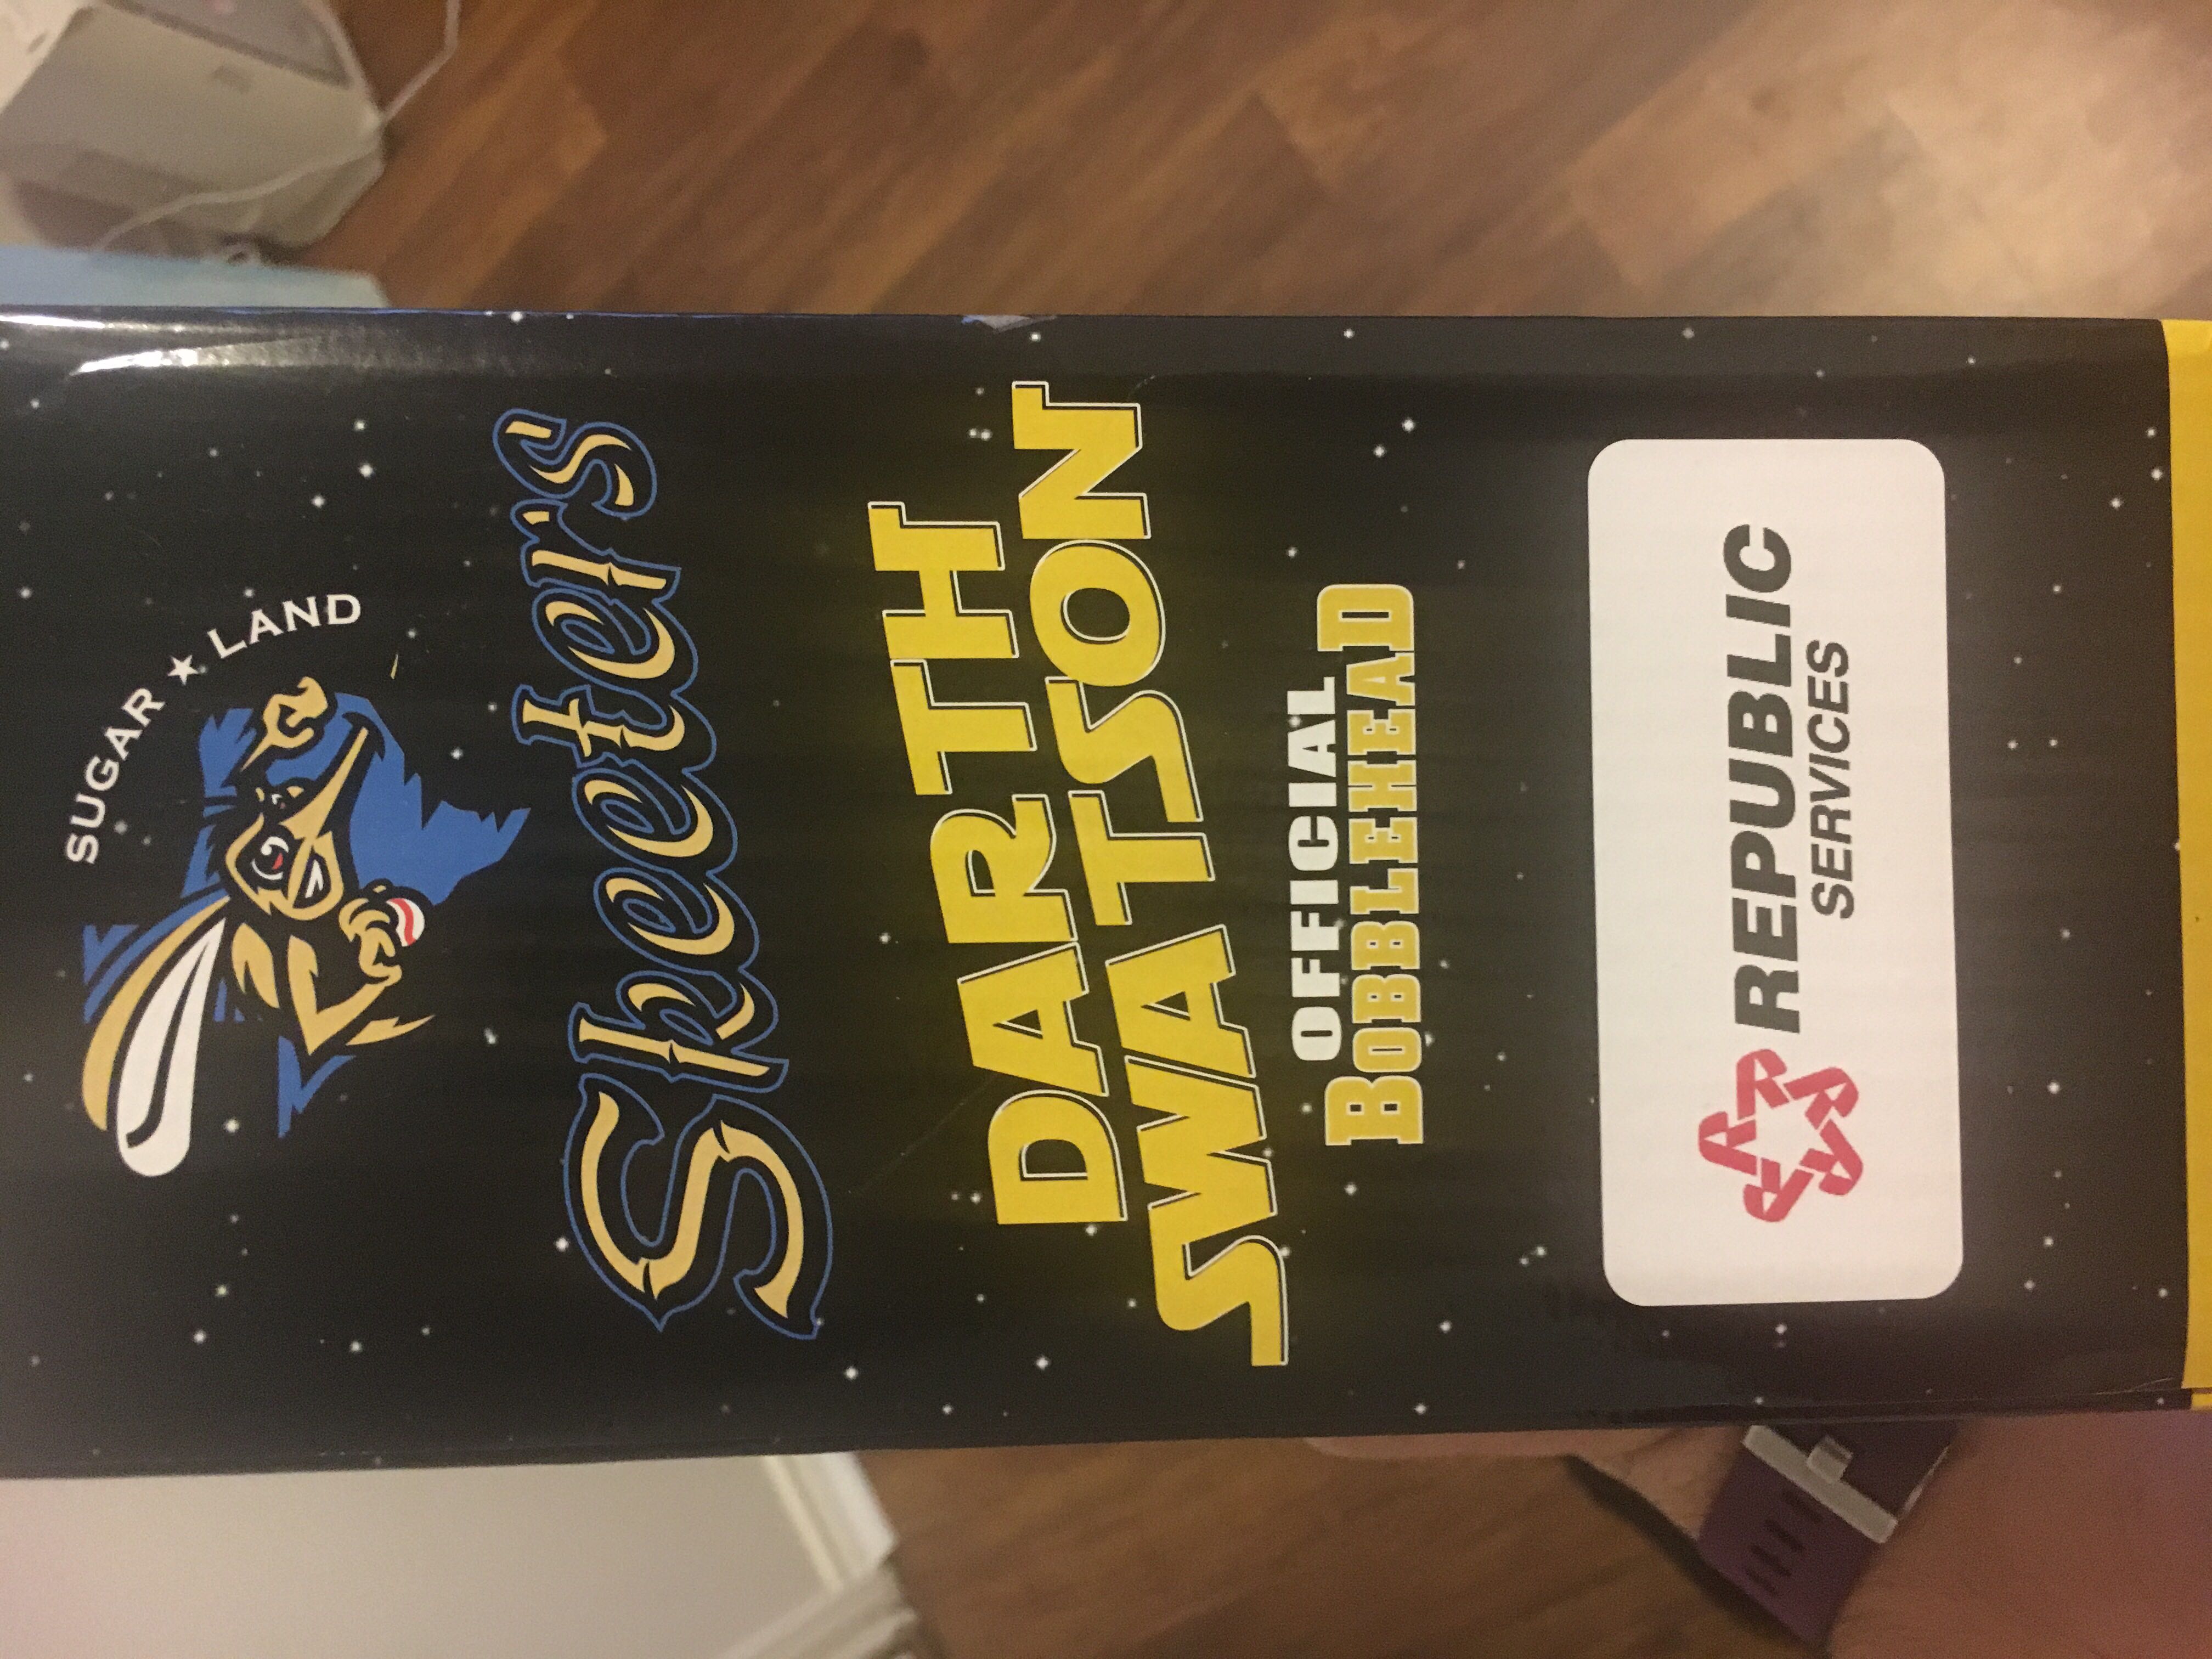 SUGAR ★ LAND
Skeeters
DARTH
SWATSON
OFFICIAL
BOBBLEHEAD
REPUBLIC
SERVICES